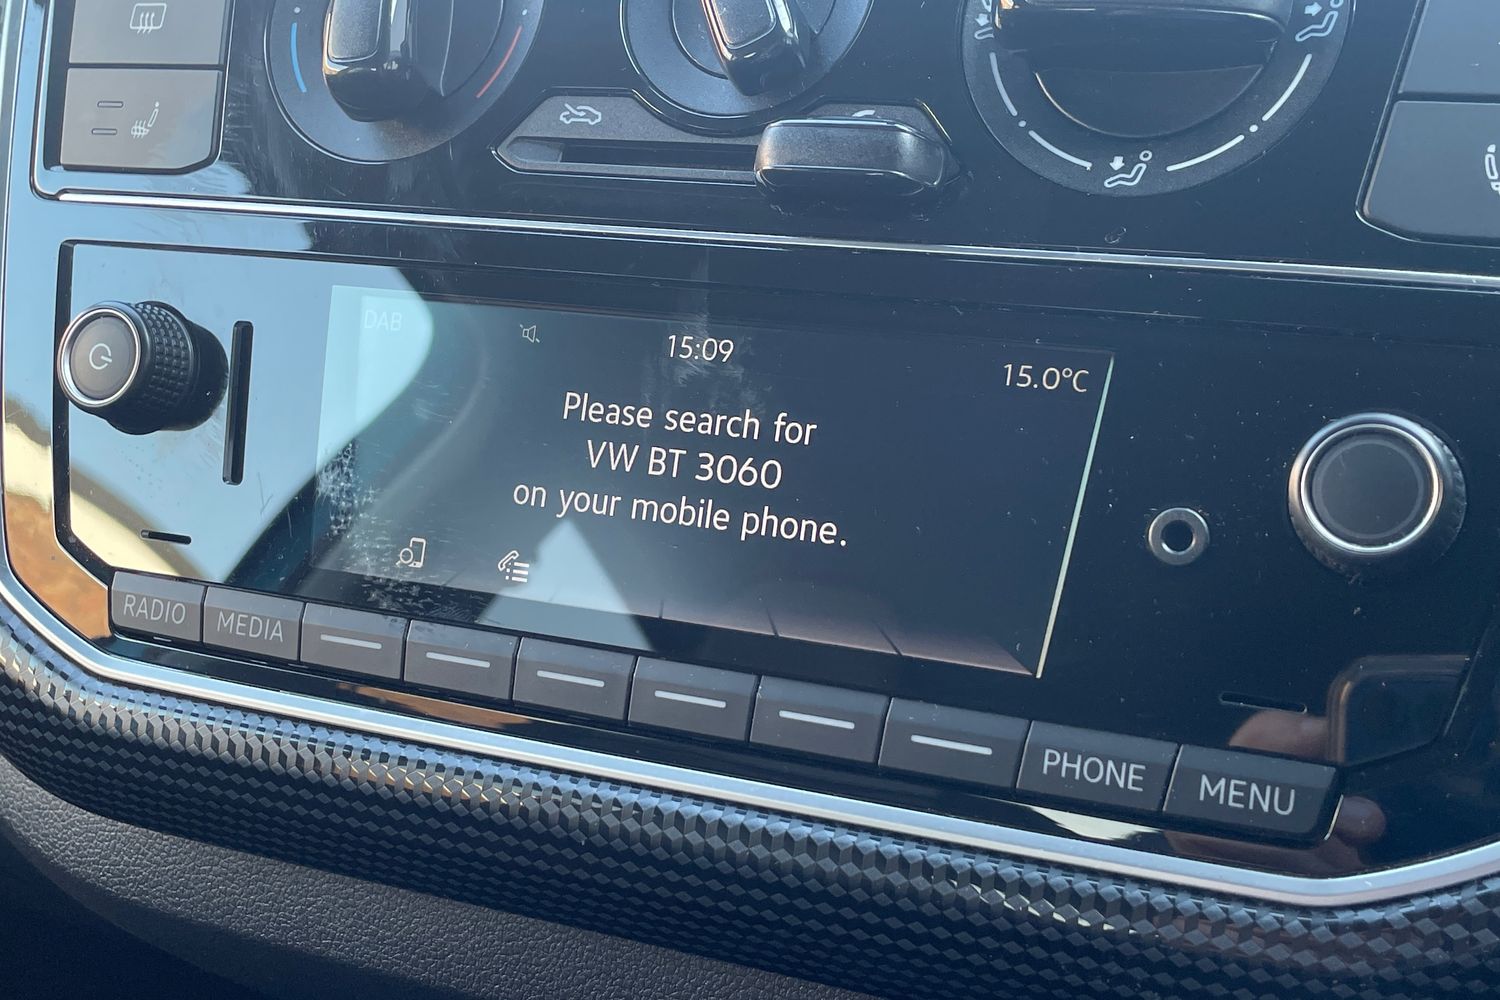 DAB
15:09
15.0°C
Please search for
VW BT 3060
on your mobile phone.
RADIO
MEDIA
PHONE
MENU